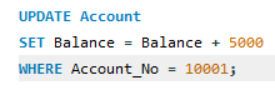 UPDATE Account
SET Balance = Balance + 5000
WHERE Account_No = 10001;